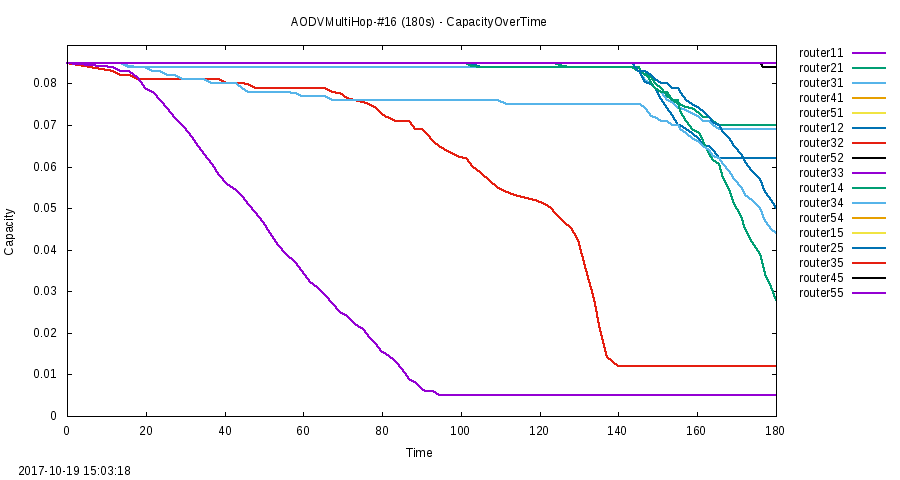 AODVMultiHop-#16 (180s) - CapacityOverTime
Capacity
0.08
0.07
0.06
0.05
0.04
0.03
0.02
0.01
0
0 20 40 60 80 100 120 140 160 180
Time
router11
router21
router31
router41
router51
router12
router32
router52
router33
router14
router34
router54
router15
router25
router35
router45
router55
2017-10-19 15:03:18